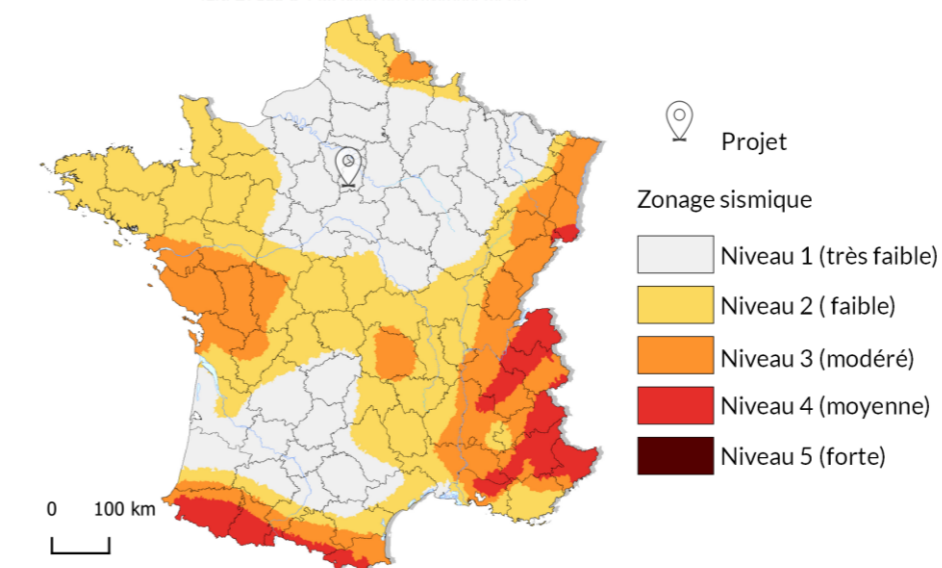 Projet
Zonage sismique
Niveau 1 (très faible)
Niveau 2 ( faible)
Niveau 3 (modéré)
Niveau 4 (moyenne)
Niveau 5 (forte)
0 100 km